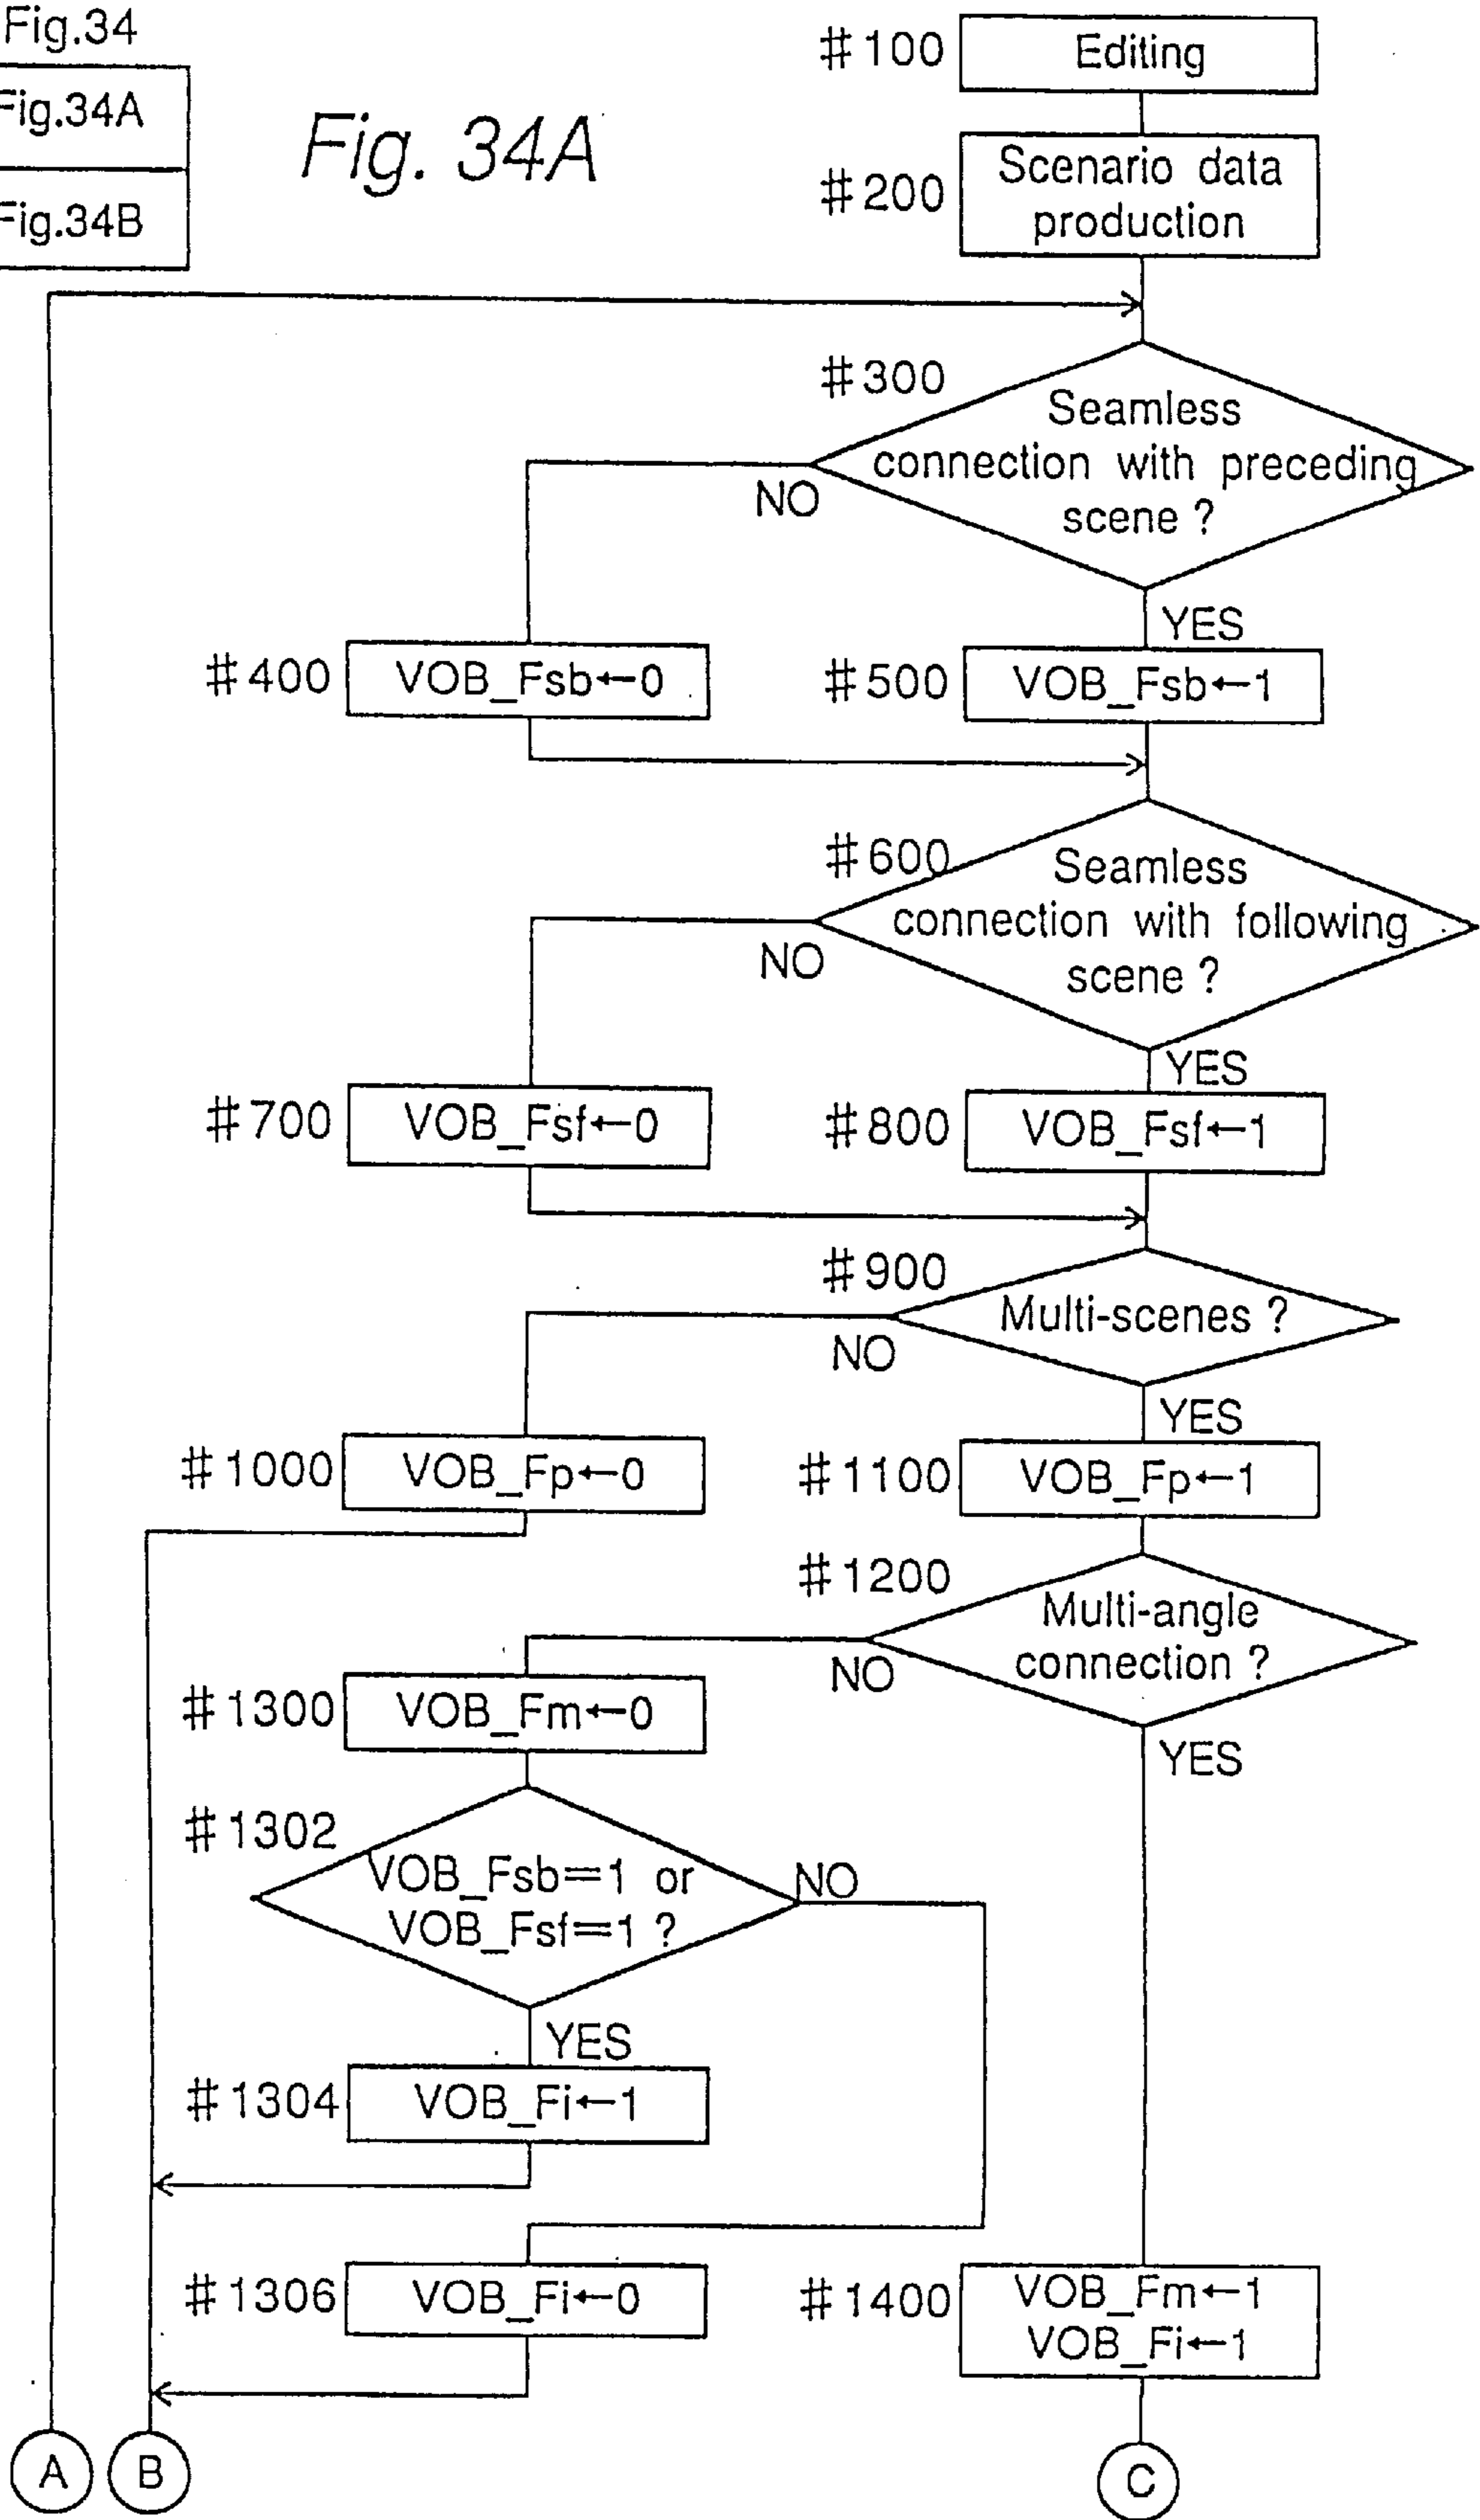 Fig.34
Fig.34A
Fig.34B
Fig. 34A
#100
Editing
#200
Scenario data
production
#300
Seamless
connection with preceding
scene ?
NO
YES
#400
VOB_Fsb←0
#500
VOB_Fsb←1
#600
Seamless
connection with following
scene ?
NO
YES
#700
VOB_Fsf←0
#800
VOB_Fsf←1
#900
Multi-scenes ?
NO
YES
#1000
VOB_Fp←0
#1100
VOB_Fp←1
#1200
Multi-angle
connection ?
NO
YES
#1300
VOB_Fm←0
#1302
VOB_Fsb=1 or
VOB_Fsf=1 ?
NO
YES
#1304
VOB_Fi←1
#1306
VOB_Fi←0
#1400
VOB_Fm←1
VOB_Fi←1
A
B
C